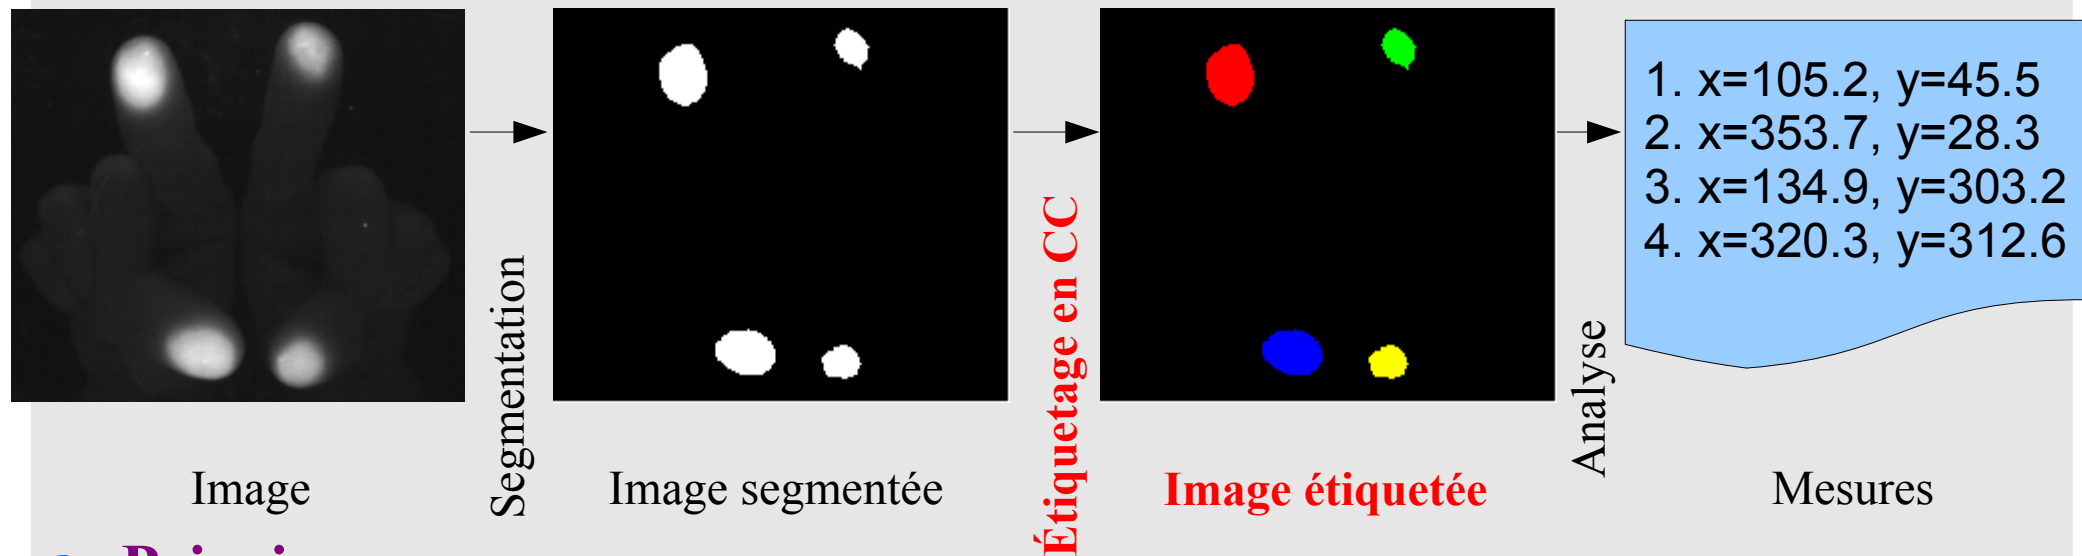 1. x=105.2, y=45.5
2. x=353.7, y=28.3
3. x=134.9, y=303.2
4. x=320.3, y=312.6
Segmentation
Étiquetage en CC
Analyse
Image
Image segmentée
Image étiquetée
Mesures